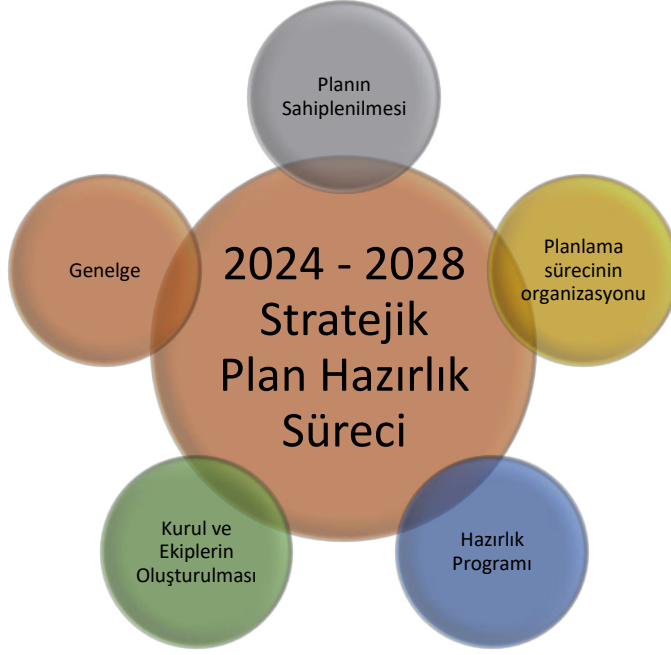 Planın
Sahiplenilmesi
Planlama
sürecinin
organizasyonu
Hazırlık
Programı
Kurul ve
Ekiplerin
Oluşturulması
Genelge
2024 - 2028
Stratejik
Plan Hazırlık
Süreci